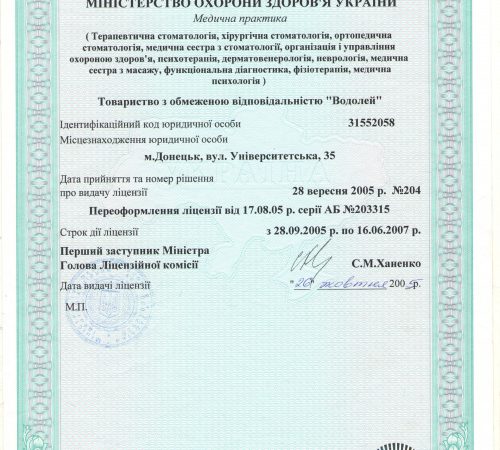 МІНІСТЕРСТВО ОХОРОНИ ЗДОРОВ'Я УКРАЇНИ
Медична практика
( Терапевтична стоматологія, хірургічна стоматологія, ортопедична
стоматологія, медична сестра з стоматології, організація і управління
охороною здоров'я, психотерапія, дерматовенерологія, неврологія, медична
сестра з масажу, функціональна діагностика, фізіотерапія, медична
психологія )
Товариство з обмеженою відповідальністю "Водолей"
Ідентифікаційний код юридичної особи 31552058
Місцезнаходження юридичної особи
м.Донецьк, вул. Університетська, 35
Дата прийняття та номер рішення
про видачу ліцензії 28 вересня 2005 р. №204
Переоформлення ліцензії від 17.08.05 р. серії АБ №203315
Строк дії ліцензії з 28.09.2005 р. по 16.06.2007 р.
Перший заступник Міністра
Голова Ліцензійної комісії С.М.Ханенко
Дата видачі ліцензії "20" жовтня 2005р.
М.П.